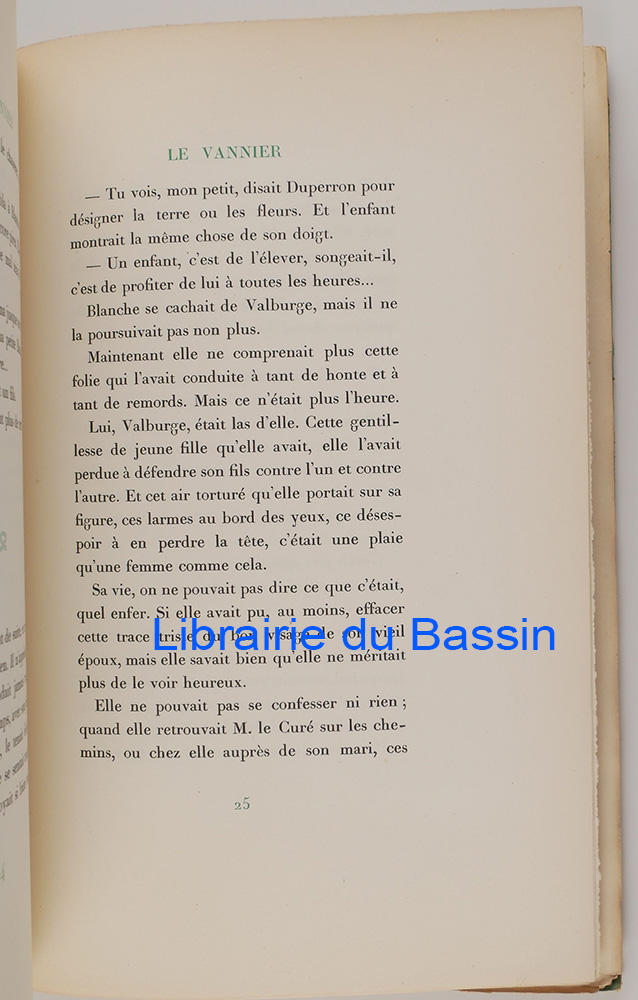 LE VANNIER
— Tu vois, mon petit, disait Duperron pour
désigner la terre ou les fleurs. Et l'enfant
montrait la même chose de son doigt.
— Un enfant, c'est de l'élever, songeait-il,
c'est de profiter de lui à toutes les heures...
Blanche se cachait de Valburge, mais il ne
la poursuivait pas non plus.
Maintenant elle ne comprenait plus cette
folie qui l'avait conduite à tant de honte et à
tant de remords. Mais ce n'était plus l'heure.
Lui, Valburge, était las d'elle. Cette gentil-
lesse de jeune fille qu'elle avait, elle l'avait
perdue à défendre son fils contre l'un et contre
l'autre. Et cet air torturé qu'elle portait sur sa
figure, ces larmes au bord des yeux, ce déses-
poir à en perdre la tête, c'était une plaie
qu'une femme comme cela.
Sa vie, on ne pouvait pas dire ce que c'était,
quel enfer. Si elle avait pu, au moins, effacer
cette trace triste du bon visage de son vieil
Librairie du Bassin
époux, mais elle savait bien qu'elle ne méritait
plus de le voir heureux.
Elle ne pouvait pas se confesser ni rien ;
quand elle retrouvait M. le Curé sur les che-
mins, ou chez elle auprès de son mari, ces
25